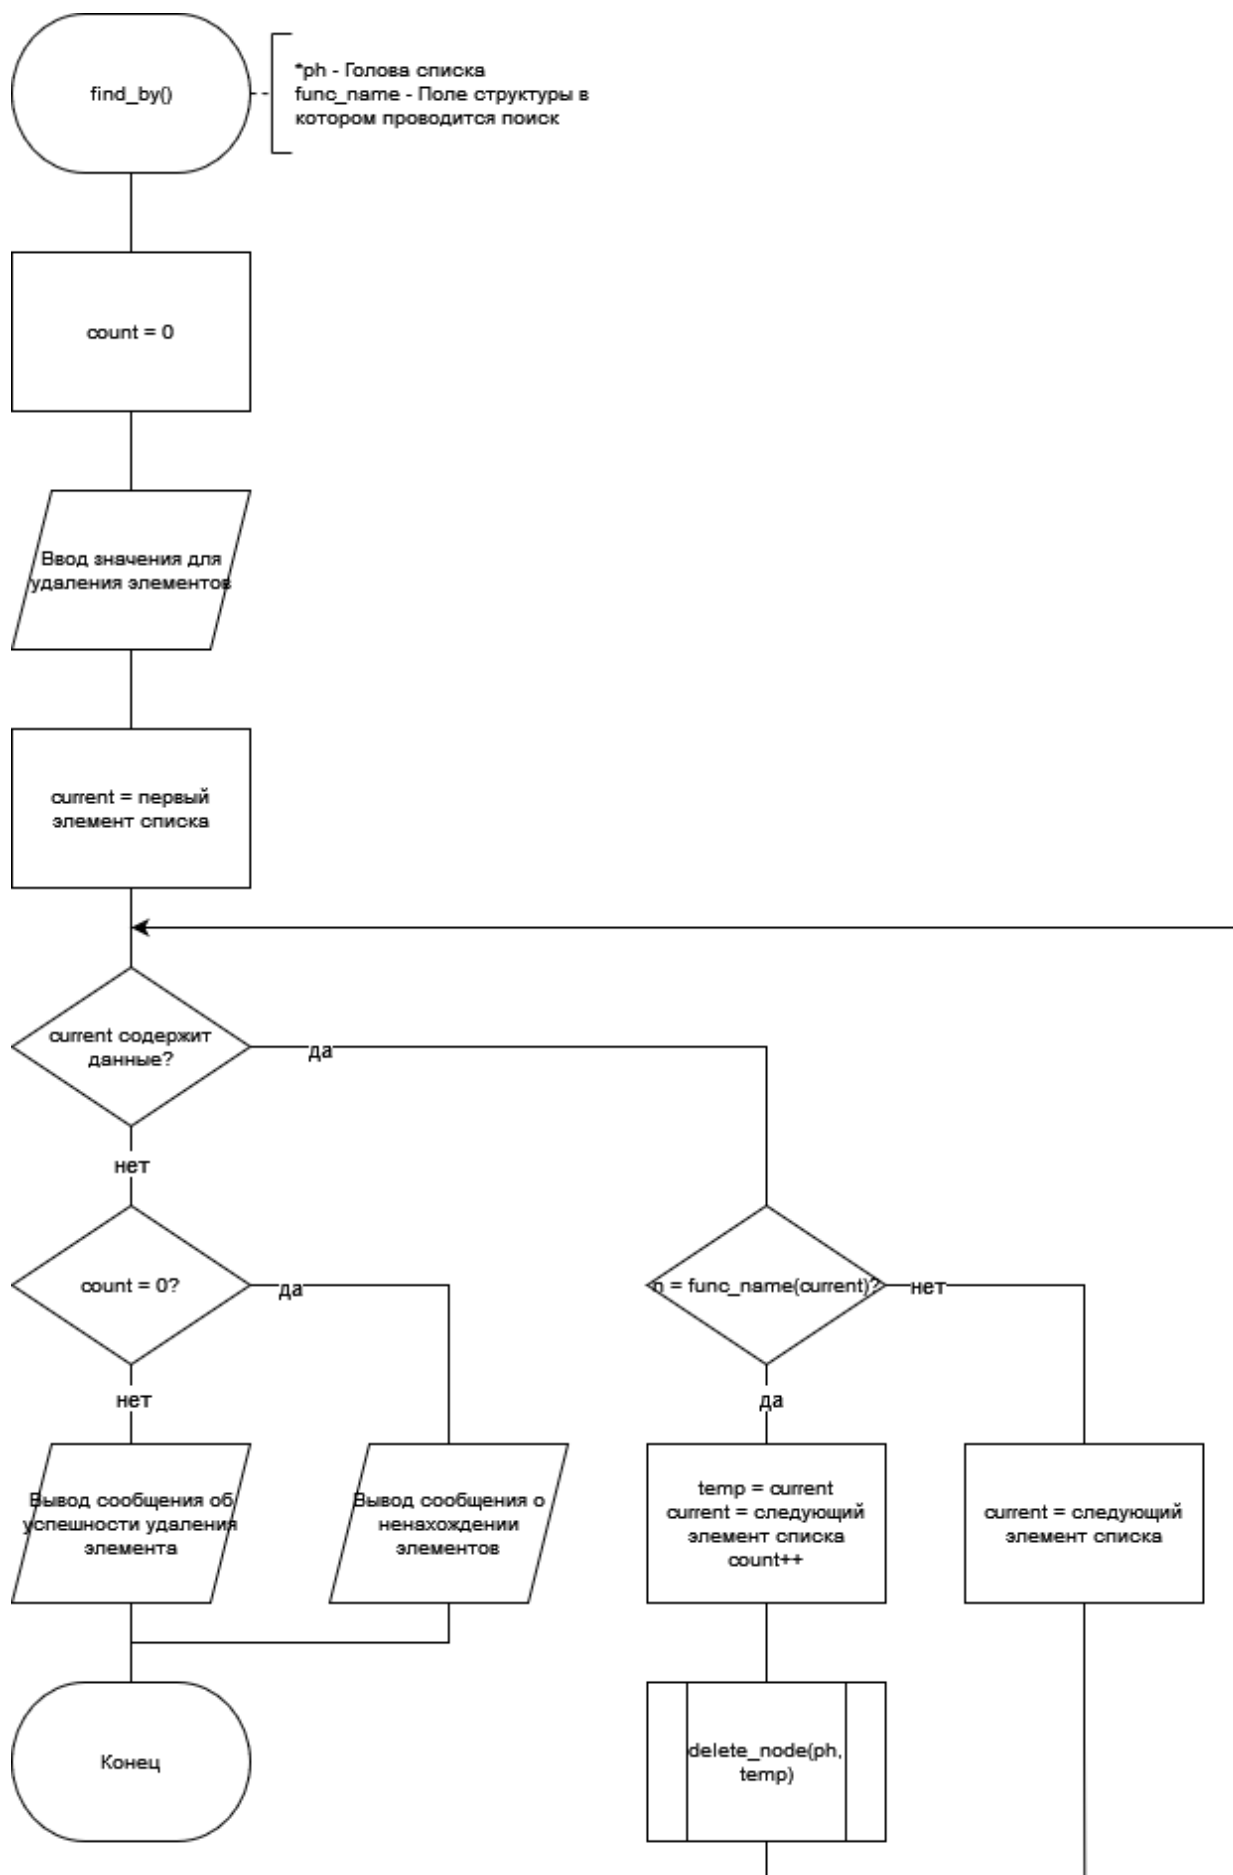 find_by()
*ph - Голова списка
func_name - Поле структуры в
котором проводится поиск
count = 0
Ввод значения для
удаления элементов
current = первый
элемент списка
current содержит
данные?
да
нет
count = 0?
да
n = func_name(current)?
нет
нет
да
Вывод сообщения об
успешности удаления
элемента
Вывод сообщения о
ненахождении
элементов
temp = current
current = следующий
элемент списка
count++
current = следующий
элемент списка
Конец
delete_node(ph,
temp)